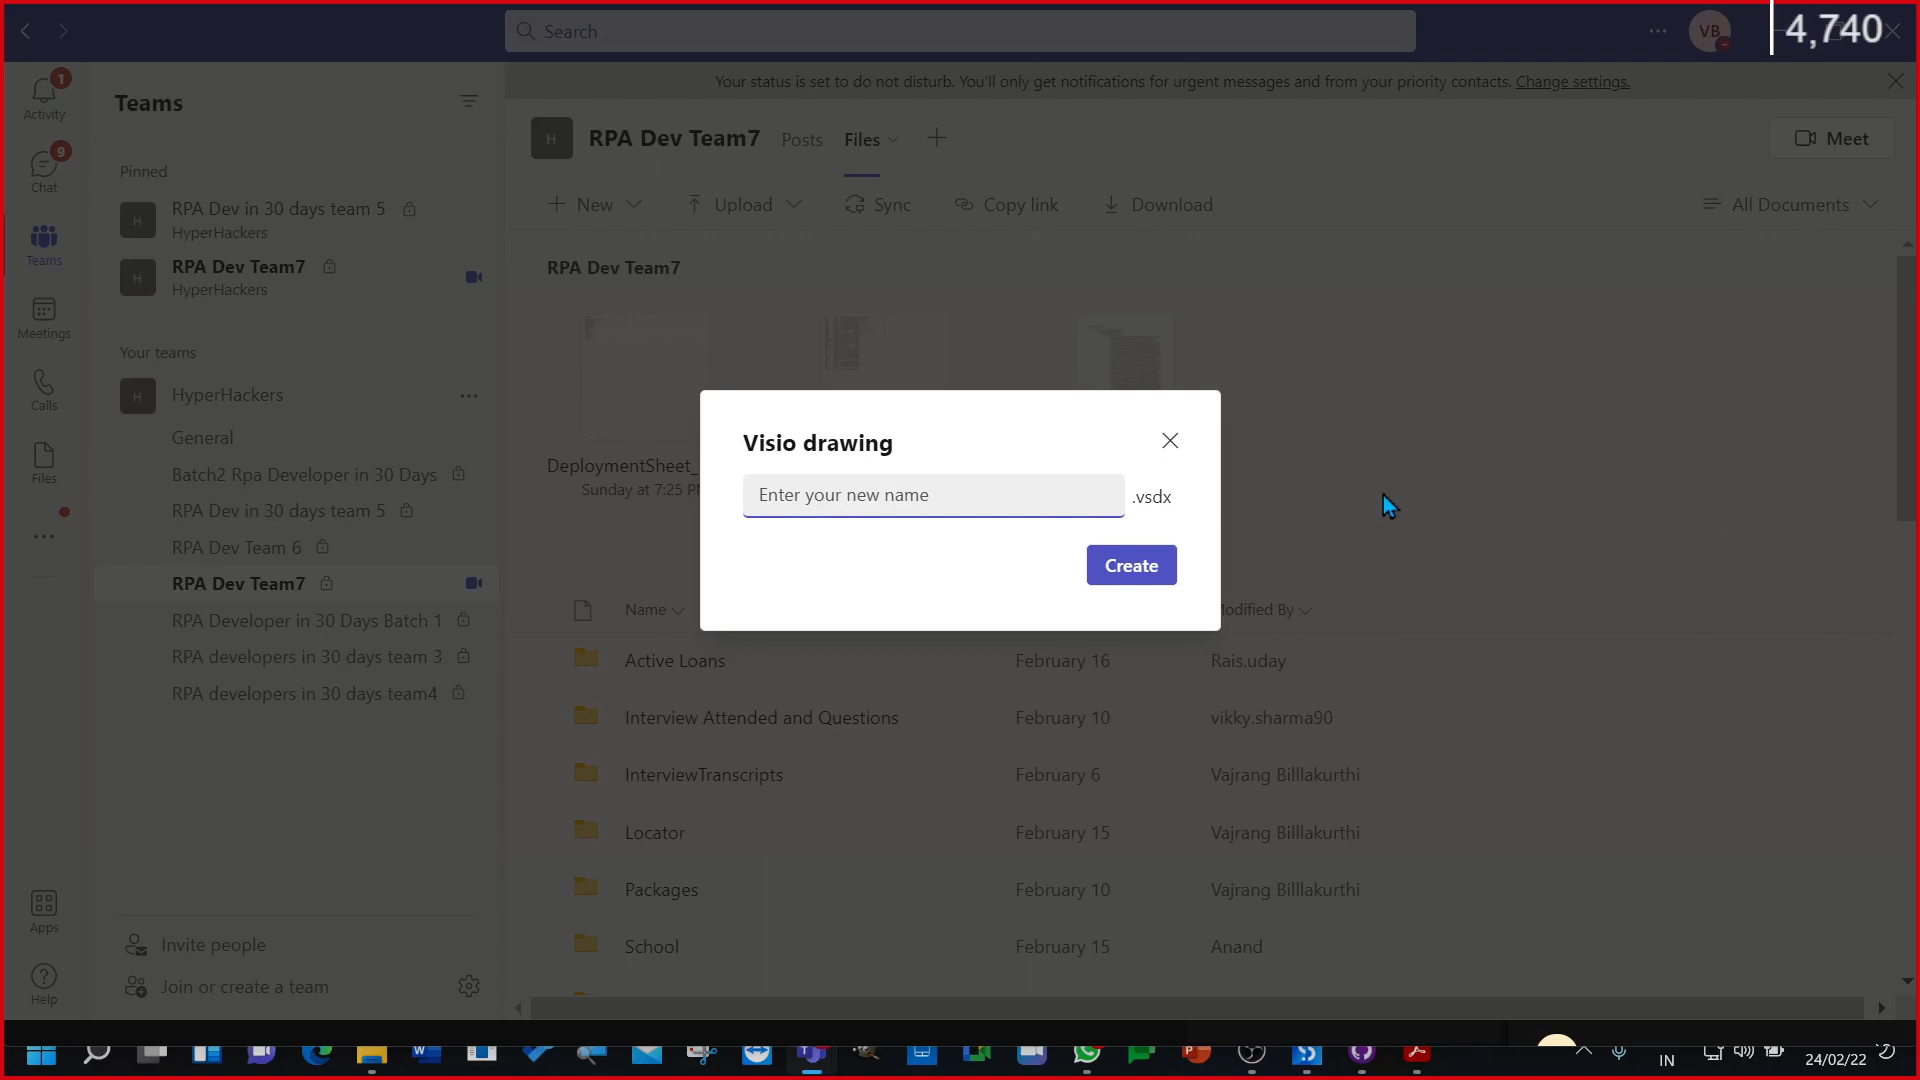 Search
VB
4,740
Your status is set to do not disturb. You'll only get notifications for urgent messages and from your priority contacts. Change settings.
1
Activity
9
Chat
Teams
Meetings
Calls
Files
Apps
Help
Teams
Pinned
H
RPA Dev in 30 days team 5
HyperHackers
H
RPA Dev Team7
HyperHackers
Your teams
H
HyperHackers
General
Batch2 Rpa Developer in 30 Days
RPA Dev in 30 days team 5
RPA Dev Team 6
RPA Dev Team7
RPA Developer in 30 Days Batch 1
RPA developers in 30 days team 3
RPA developers in 30 days team4
Invite people
Join or create a team
H
RPA Dev Team7 Posts Files
Meet
New Upload Sync Copy link Download All Documents
RPA Dev Team7
DeploymentSheet_
Sunday at 7:25
Visio drawing
Enter your new name .vsdx
Create
Name Modified By
Active Loans February 16 Rais.uday
Interview Attended and Questions February 10 vikky.sharma90
InterviewTranscripts February 6 Vajrang Billlakurthi
Locator February 15 Vajrang Billlakurthi
Packages February 10 Vajrang Billlakurthi
School February 15 Anand
IN
24/02/22